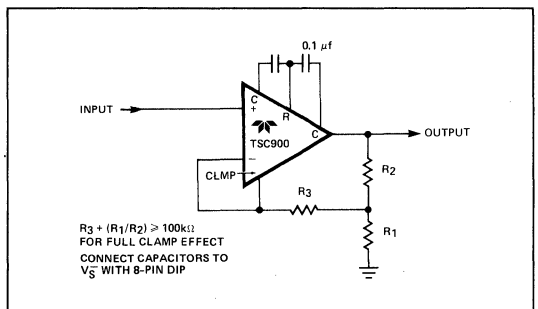 0.1 μf
C
INPUT
+
R
C
TSC900
OUTPUT
−
R2
CLMP
R3
R3 + (R1/R2) ⩾ 100kΩ
FOR FULL CLAMP EFFECT
R1
CONNECT CAPACITORS TO
VS̄ WITH 8-PIN DIP